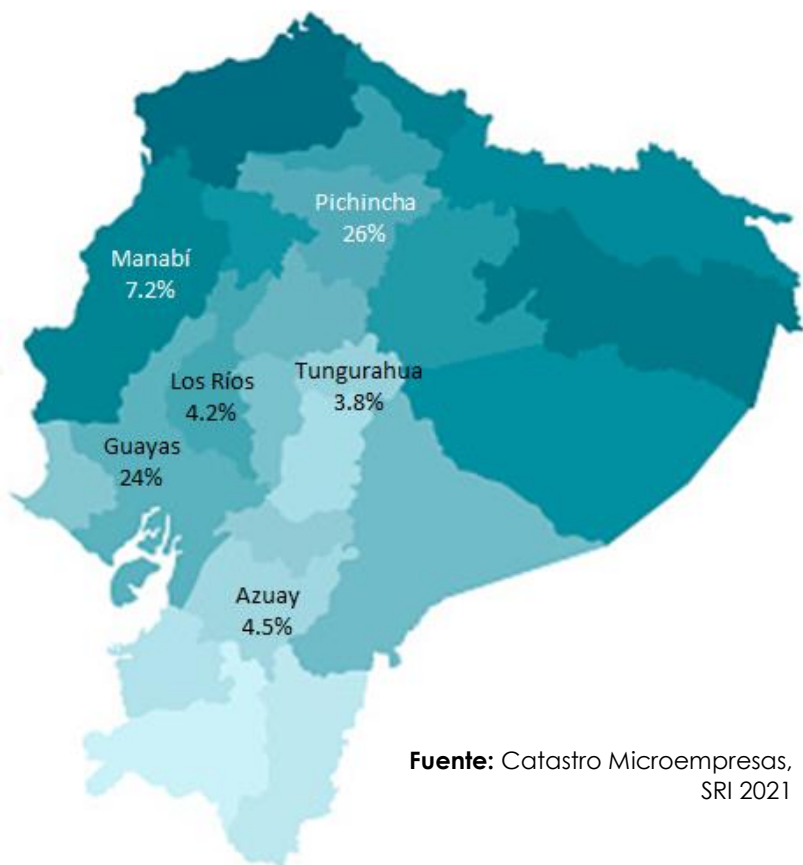 Pichincha
26%
Manabí
7.2%
Los Ríos
4.2%
Tungurahua
3.8%
Guayas
24%
Azuay
4.5%
Fuente: Catastro Microempresas,
SRI 2021